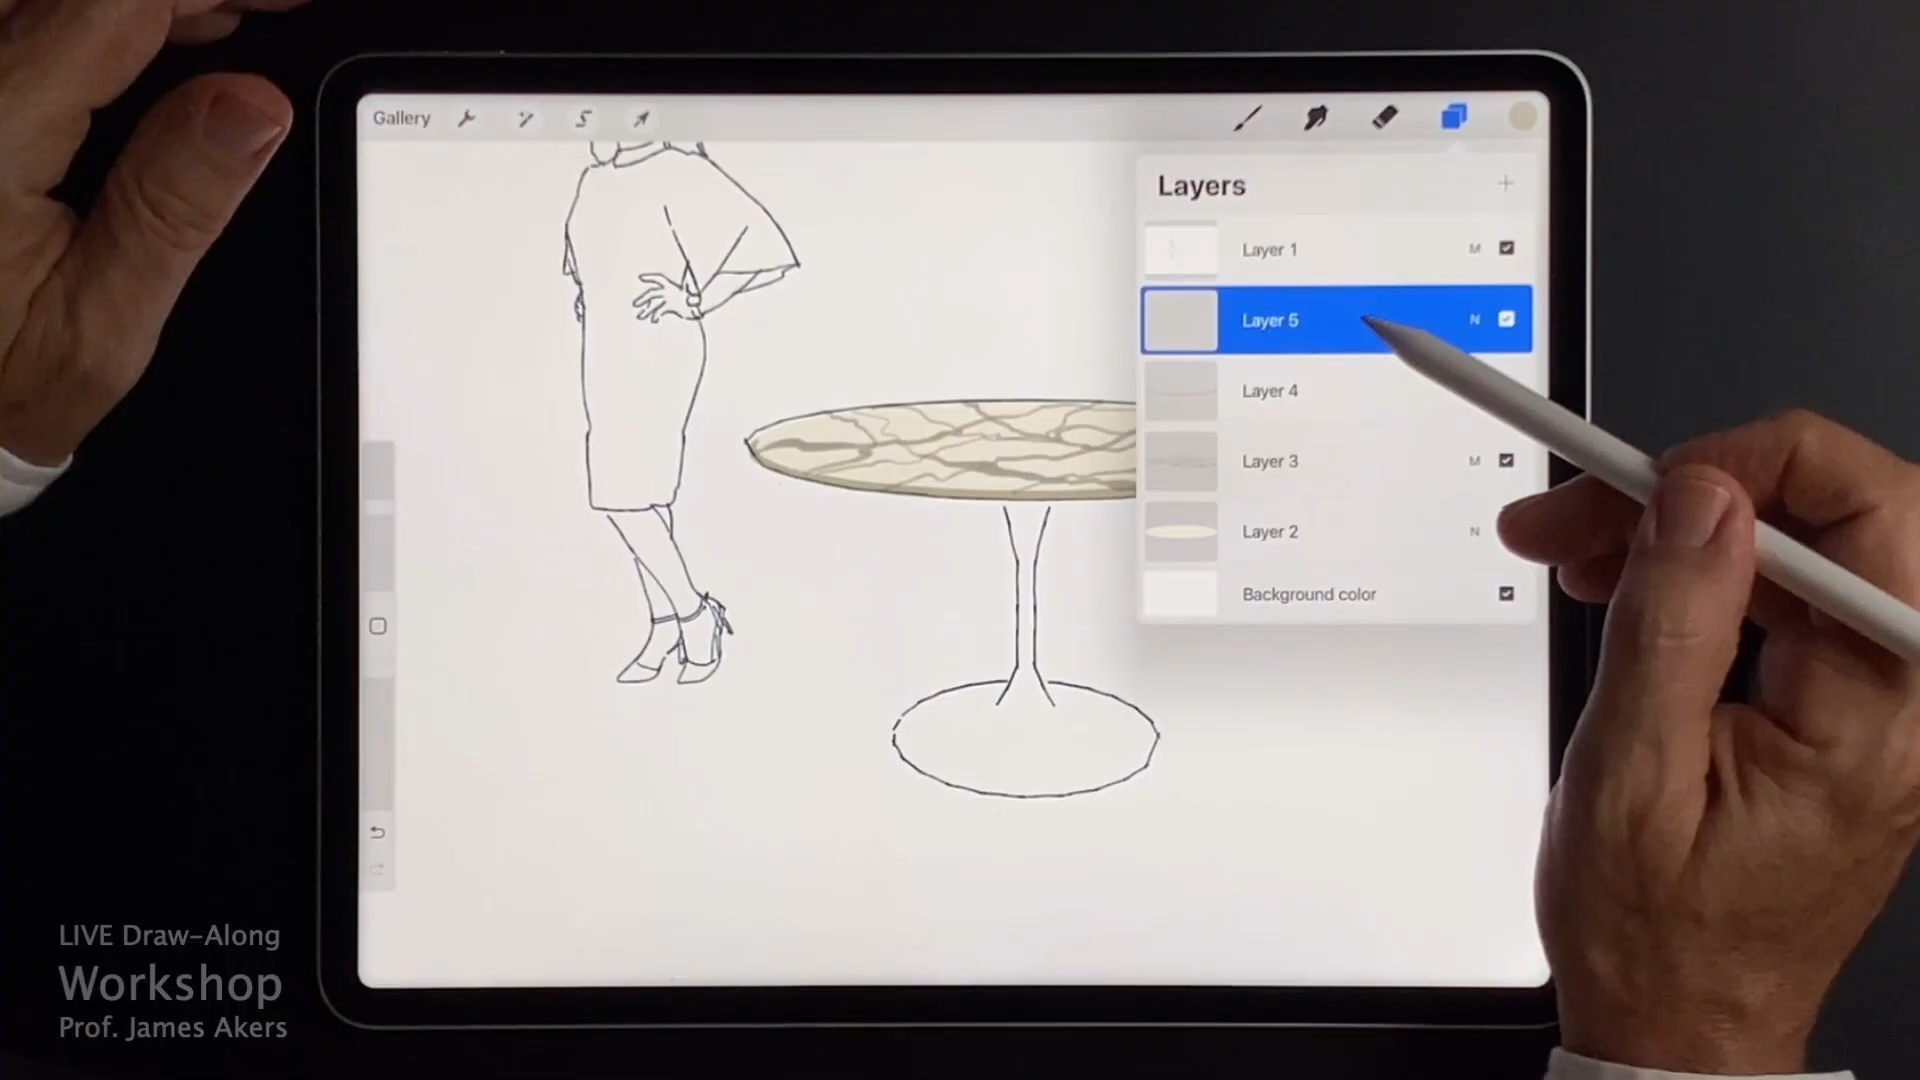 Gallery
Layers
Layer 1 M
Layer 5 N
Layer 4
Layer 3 M
Layer 2 N
Background color
LIVE Draw-Along
Workshop
Prof. James Akers